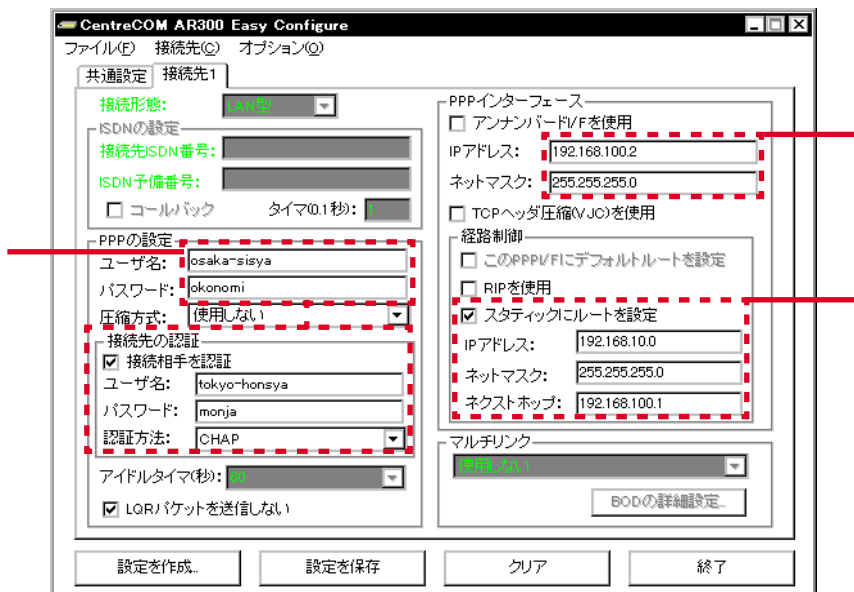 CentreCOM AR300 Easy Configure
ファイル(F) 接続先(C) オプション(O)
共通設定 接続先1
接続形態: LAN型
ISDNの設定
接続先ISDN番号:
ISDN予備番号:
コールバック タイマ(0.1秒): 1
PPPの設定
ユーザ名: osaka-sisya
パスワード: okonomi
圧縮方式: 使用しない
接続先の認証
接続相手を認証
ユーザ名: tokyo-honsya
パスワード: monja
認証方法: CHAP
アイドルタイマ(秒): 60
LQRパケットを送信しない
PPPインターフェース
アンナンバードI/Fを使用
IPアドレス: 192.168.100.2
ネットマスク: 255.255.255.0
TCPヘッダ圧縮(VJC)を使用
経路制御
このPPPI/Fにデフォルトルートを設定
RIPを使用
スタティックにルートを設定
IPアドレス: 192.168.10.0
ネットマスク: 255.255.255.0
ネクストホップ: 192.168.100.1
マルチリンク
使用しない
BODの詳細設定...
設定を作成... 設定を保存 クリア 終了